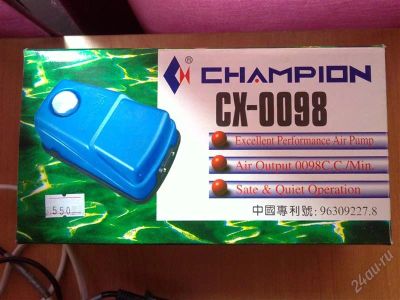 CHAMPION
CX-0098
Excellent Performance Air Pump
Air Output 0098C C/Min.
Sate & Quiet Operation
中國專利號:96309227.8
550
24au.ru